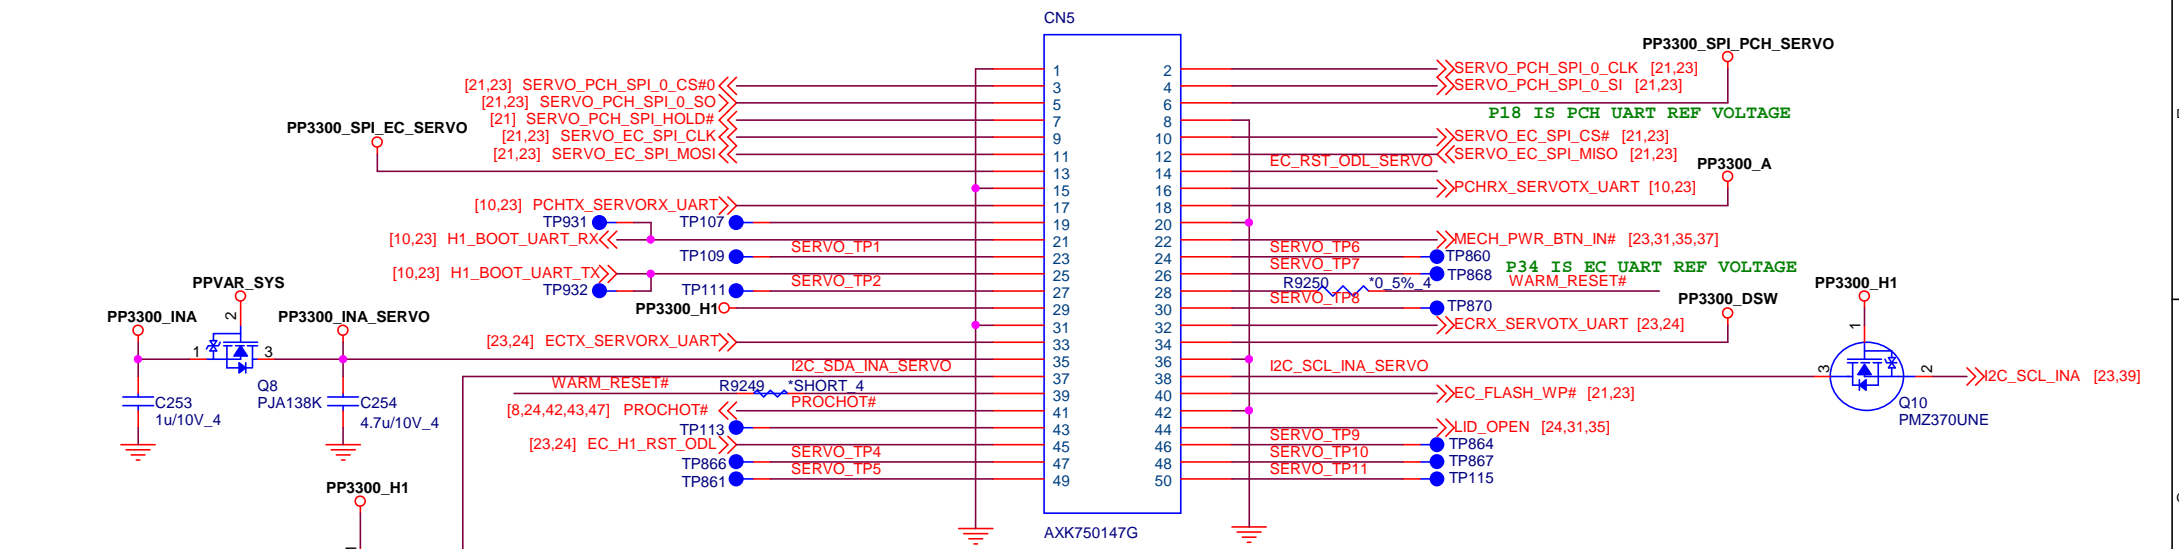 CN5
PP3300_SPI_PCH_SERVO
1 2 SERVO_PCH_SPI_0_CLK [21,23]
[21,23] SERVO_PCH_SPI_0_CS#0 3 4 SERVO_PCH_SPI_0_SI [21,23]
[21,23] SERVO_PCH_SPI_0_SO 5 6
P18 IS PCH UART REF VOLTAGE
[21] SERVO_PCH_SPI_HOLD# 7 8
PP3300_SPI_EC_SERVO
[21,23] SERVO_EC_SPI_CLK 9 10 SERVO_EC_SPI_CS# [21,23]
[21,23] SERVO_EC_SPI_MOSI 11 12 SERVO_EC_SPI_MISO [21,23]
EC_RST_ODL_SERVO PP3300_A
13 14
15 16 PCHRX_SERVOTX_UART [10,23]
[10,23] PCHTX_SERVORX_UART 17 18
TP931 TP107 19 20
[10,23] H1_BOOT_UART_RX 21 22 MECH_PWR_BTN_IN# [23,31,35,37]
SERVO_TP1 SERVO_TP6
TP109 23 24 TP860
SERVO_TP7 P34 IS EC UART REF VOLTAGE
[10,23] H1_BOOT_UART_TX 25 26 TP868
SERVO_TP2 R9250 *0_5%_4 WARM_RESET#
TP932 TP111 27 28
PPVAR_SYS PP3300_H1
SERVO_TP8 PP3300_DSW
PP3300_H1 29 30 TP870
PP3300_INA 2 PP3300_INA_SERVO
31 32 ECRX_SERVOTX_UART [23,24]
1
[23,24] ECTX_SERVORX_UART 33 34
1 3 35 36
I2C_SDA_INA_SERVO I2C_SCL_INA_SERVO
37 38 3 2 I2C_SCL_INA [23,39]
Q8 WARM_RESET# R9249 *SHORT_4
PJA138K
39 40 EC_FLASH_WP# [21,23]
PROCHOT#
C253 C254 Q10
1u/10V_4 4.7u/10V_4 PMZ370UNE
[8,24,42,43,47] PROCHOT# 41 42
TP113 43 44 LID_OPEN [24,31,35]
SERVO_TP9
[23,24] EC_H1_RST_ODL 45 46 TP864
SERVO_TP4 SERVO_TP10
TP866 47 48 TP867
SERVO_TP5 SERVO_TP11
TP861 49 50 TP115
PP3300_H1
AXK750147G